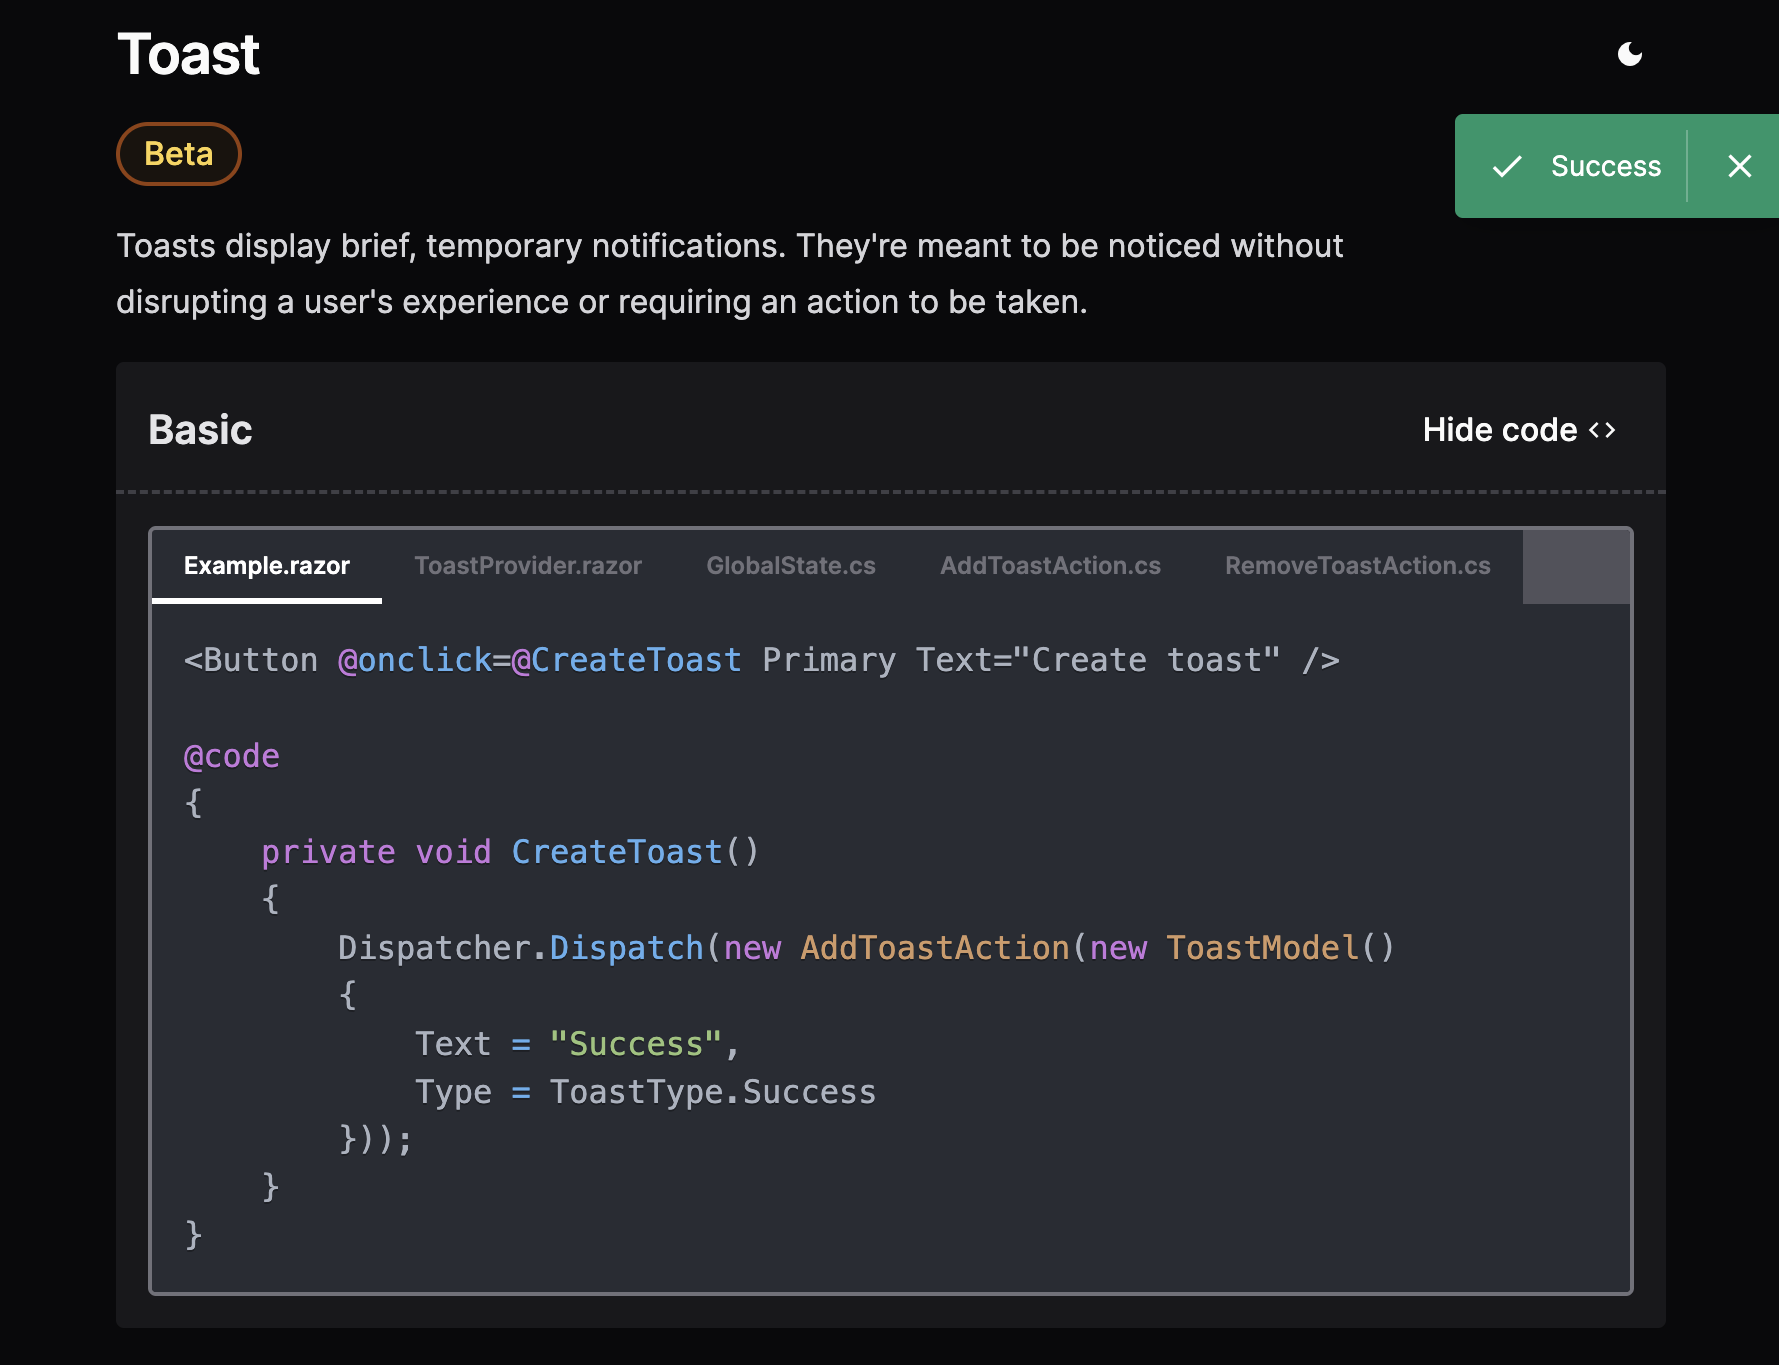 Toast
Beta
Success
Toasts display brief, temporary notifications. They're meant to be noticed without
disrupting a user's experience or requiring an action to be taken.
Basic
Hide code <>
Example.razor ToastProvider.razor GlobalState.cs AddToastAction.cs RemoveToastAction.cs
<Button @onclick=@CreateToast Primary Text="Create toast" />
@code
{
    private void CreateToast()
    {
        Dispatcher.Dispatch(new AddToastAction(new ToastModel()
        {
            Text = "Success",
            Type = ToastType.Success
        }));
    }
}